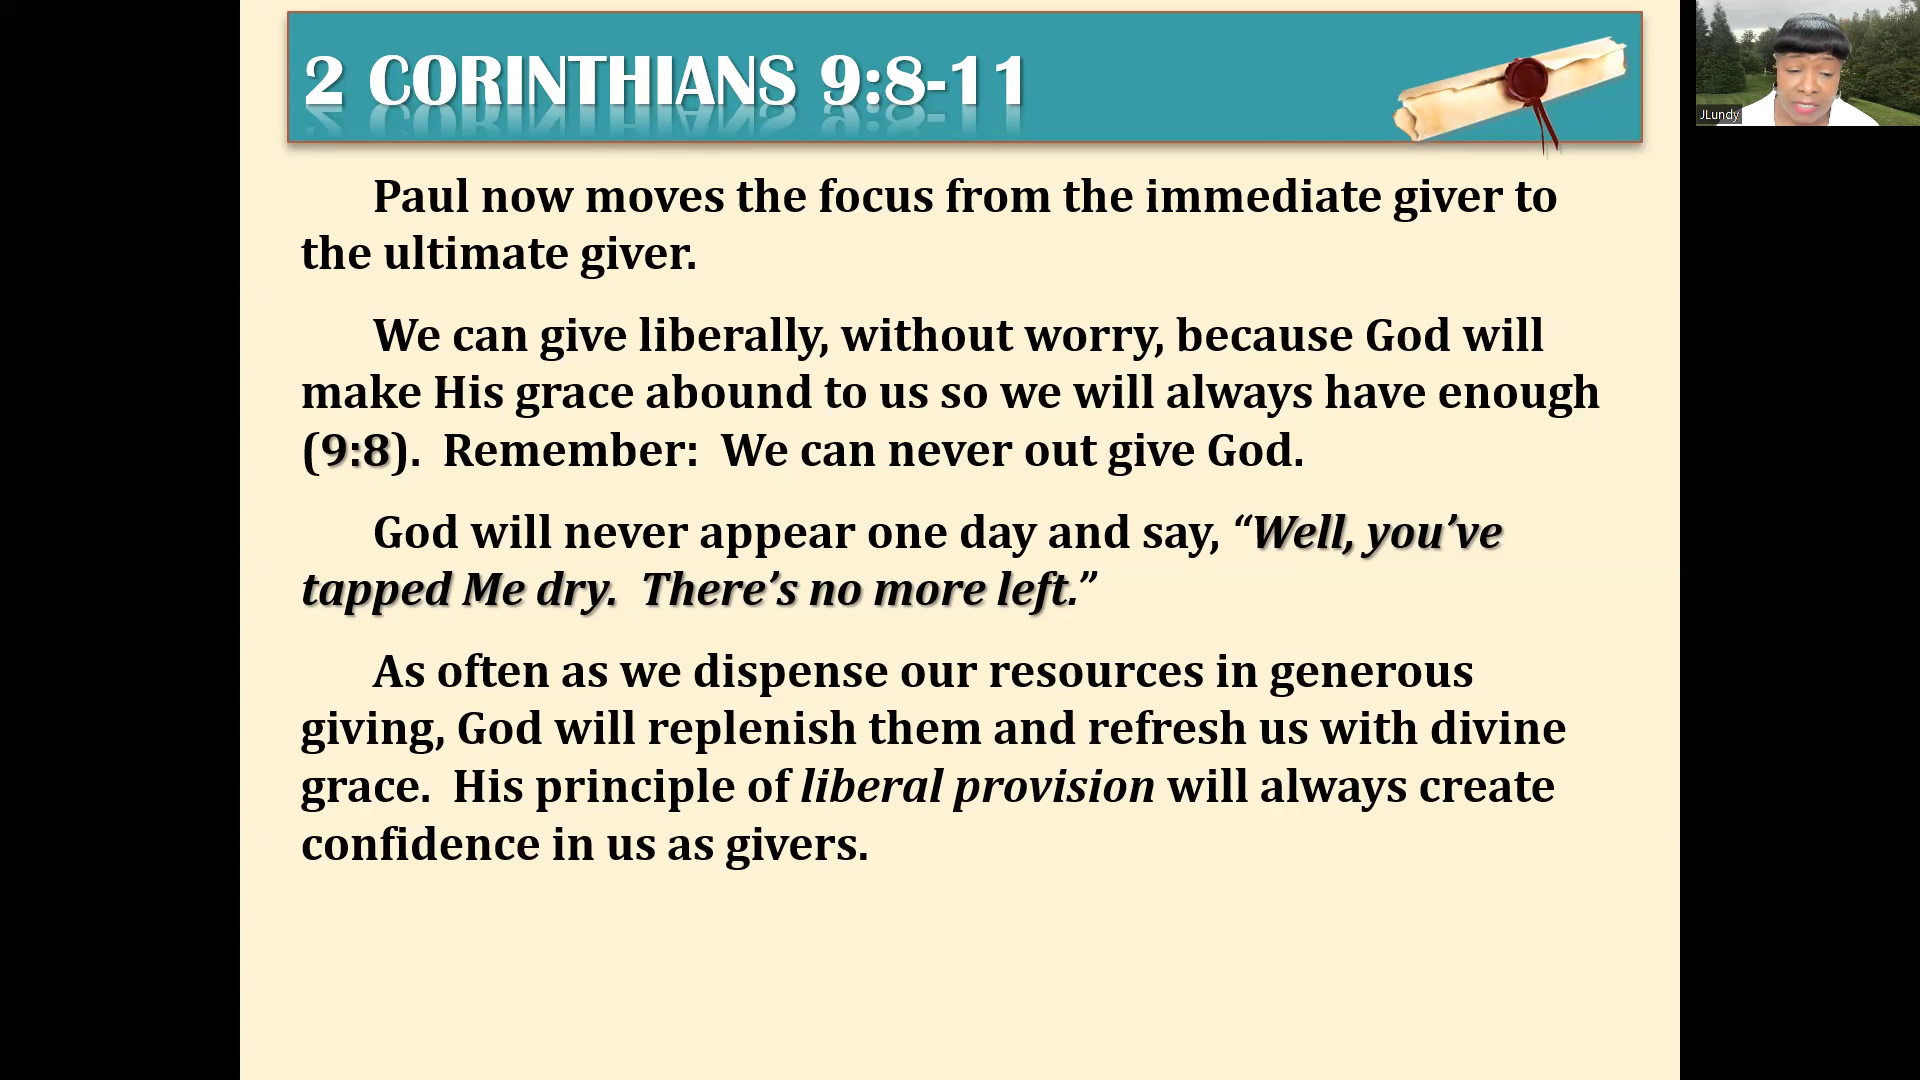 2 CORINTHIANS 9:8-11
JLundy
Paul now moves the focus from the immediate giver to
the ultimate giver.
We can give liberally, without worry, because God will
make His grace abound to us so we will always have enough
(9:8).  Remember:  We can never out give God.
God will never appear one day and say, “Well, you’ve
tapped Me dry.  There’s no more left.”
As often as we dispense our resources in generous
giving, God will replenish them and refresh us with divine
grace.  His principle of liberal provision will always create
confidence in us as givers.